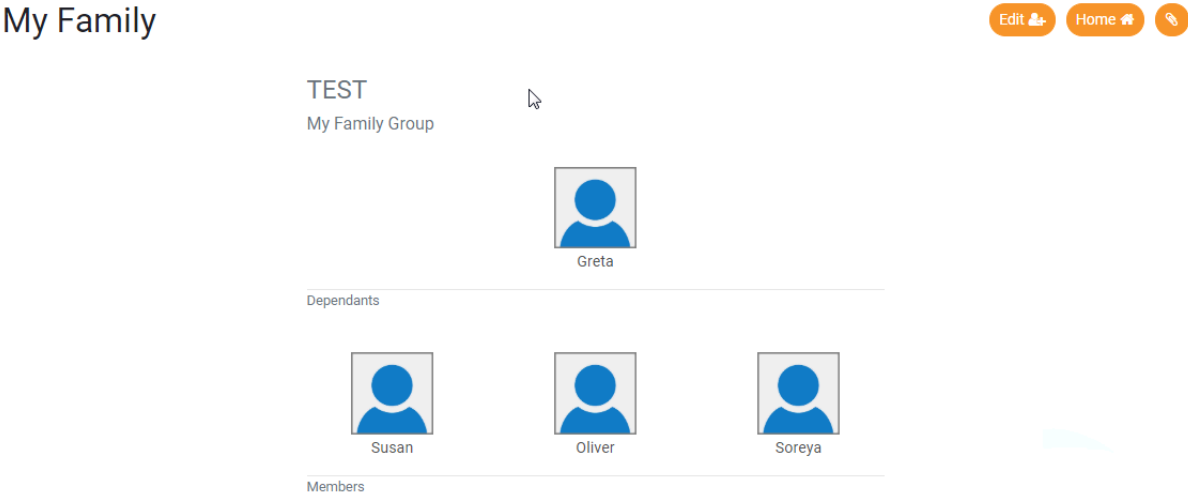 My Family
Edit
Home
TEST
My Family Group
Greta
Dependants
Susan
Oliver
Soreya
Members